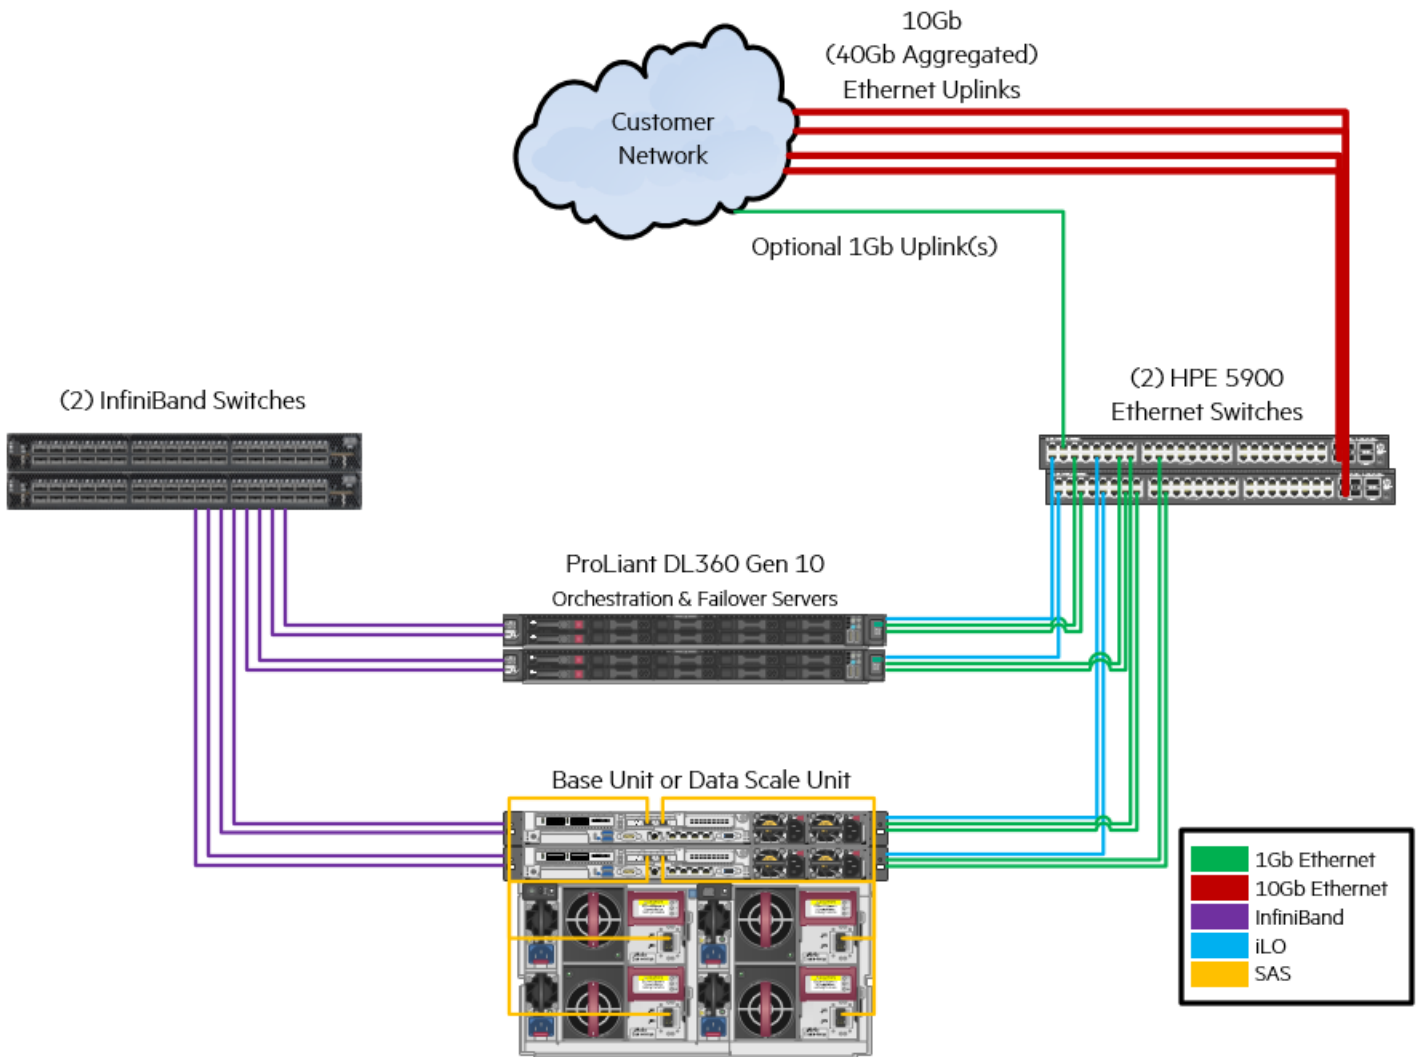 10Gb
(40Gb Aggregated)
Ethernet Uplinks
Customer
Network
Optional 1Gb Uplink(s)
(2) HPE 5900
Ethernet Switches
(2) InfiniBand Switches
ProLiant DL360 Gen 10
Orchestration & Failover Servers
Base Unit or Data Scale Unit
1Gb Ethernet
10Gb Ethernet
InfiniBand
iLO
SAS